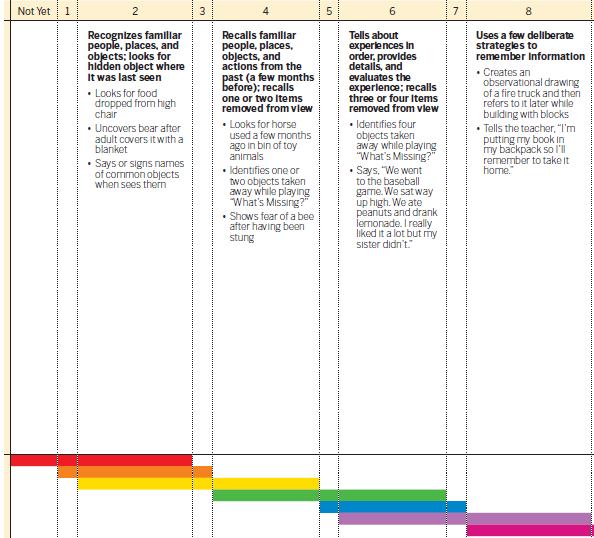 Not Yet 1 2 3 4 5 6 7 8
Recognizes familiar
people, places, and
objects; looks for
hidden object where
it was last seen
• Looks for food
dropped from high
chair
• Uncovers bear after
adult covers it with a
blanket
• Says or signs names
of common objects
when sees them
Recalls familiar
people, places,
objects, and
actions from the
past (a few months
before); recalls
one or two items
removed from view
• Looks for horse
used a few months
ago in bin of toy
animals
• Identifies one or
two objects taken
away while playing
“What’s Missing?”
• Shows fear of a bee
after having been
stung
Tells about
experiences in
order, provides
details, and
evaluates the
experience; recalls
three or four items
removed from view
• Identifies four
objects taken
away while playing
“What’s Missing?”
• Says, “We went
to the baseball
game. We sat way
up high. We ate
peanuts and drank
lemonade. I really
liked it a lot but my
sister didn’t.”
Uses a few deliberate
strategies to
remember information
• Creates an
observational drawing
of a fire truck and then
refers to it later while
building with blocks
• Tells the teacher, “I’m
putting my book in
my backpack so I’ll
remember to take it
home.”